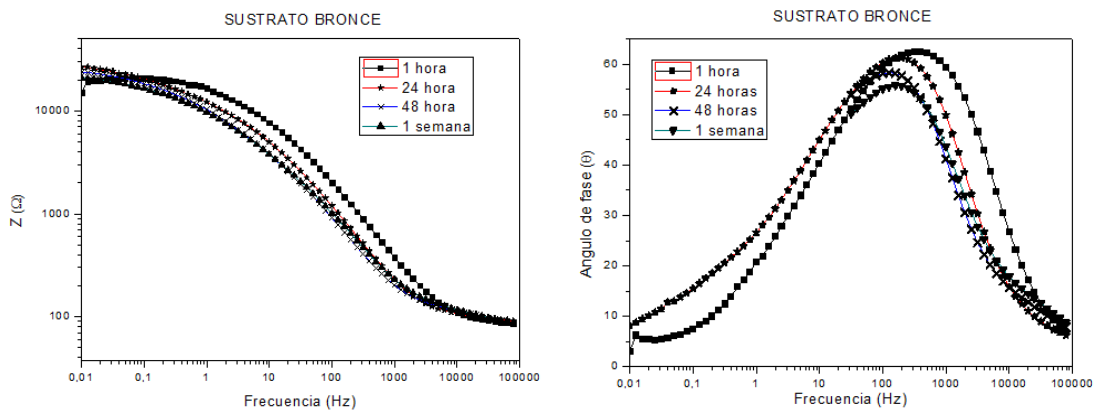 SUSTRATO BRONCE
1 hora
24 hora
48 hora
1 semana
10000
1000
100
Z (Ω)
0,01 0,1 1 10 100 1000 10000 100000
Frecuencia (Hz)
SUSTRATO BRONCE
1 hora
24 horas
48 horas
1 semana
60
50
40
30
20
10
0
Angulo de fase (θ)
0,01 0,1 1 10 100 1000 10000 100000
Frecuencia (Hz)